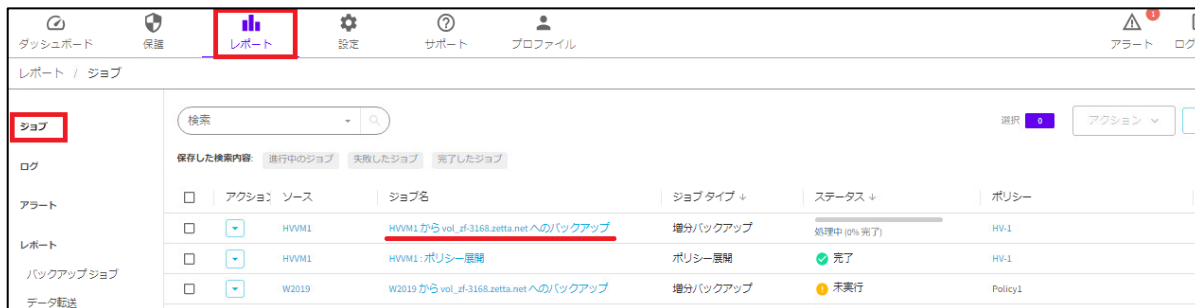 1
ダッシュボード 保護 レポート 設定 サポート プロファイル アラート ログ
レポート / ジョブ
ジョブ
検索
選択 0 アクション
ログ
保存した検索内容: 進行中のジョブ 失敗したジョブ 完了したジョブ
アラート
アクション ソース ジョブ名 ジョブ タイプ ↓ ステータス ↓ ポリシー
HVVM1 HVVM1 から vol_zf-3168.zetta.net へのバックアップ 増分バックアップ 処理中 (0% 完了) HV-1
レポート
HVVM1 HVVM1 : ポリシー展開 ポリシー展開 完了 HV-1
バックアップ ジョブ
W2019 W2019 から vol_zf-3168.zetta.net へのバックアップ 増分バックアップ 未実行 Policy1
データ転送